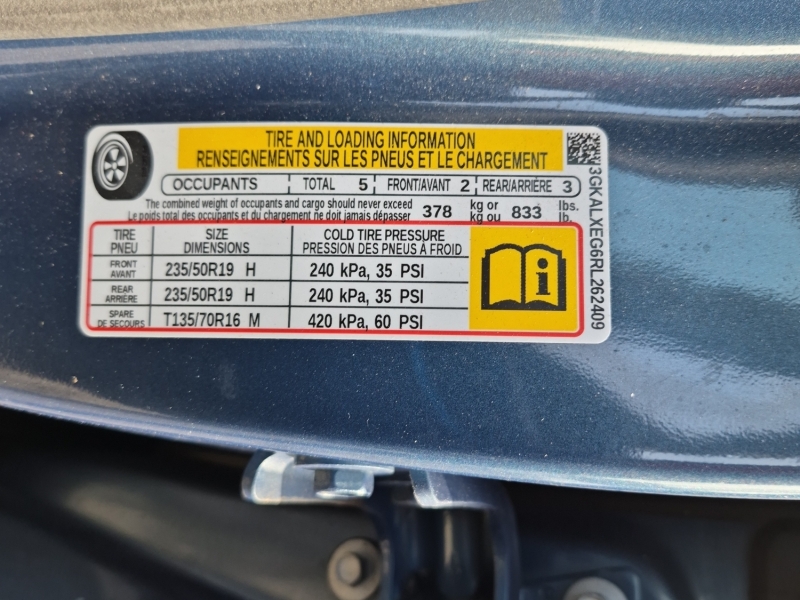 TIRE AND LOADING INFORMATION
RENSEIGNEMENTS SUR LES PNEUS ET LE CHARGEMENT
OCCUPANTS TOTAL 5 FRONT/AVANT 2 REAR/ARRIÈRE 3
The combined weight of occupants and cargo should never exceed 378 kg or 833 lbs.
Le poids total des occupants et du chargement ne doit jamais dépasser kg ou lb.
TIRE SIZE COLD TIRE PRESSURE
PNEU DIMENSIONS PRESSION DES PNEUS À FROID
FRONT
AVANT 235/50R19 H 240 kPa, 35 PSI
REAR
ARRIÈRE 235/50R19 H 240 kPa, 35 PSI
SPARE
DE SECOURS T135/70R16 M 420 kPa, 60 PSI
i
3GKALXEG6RL262409